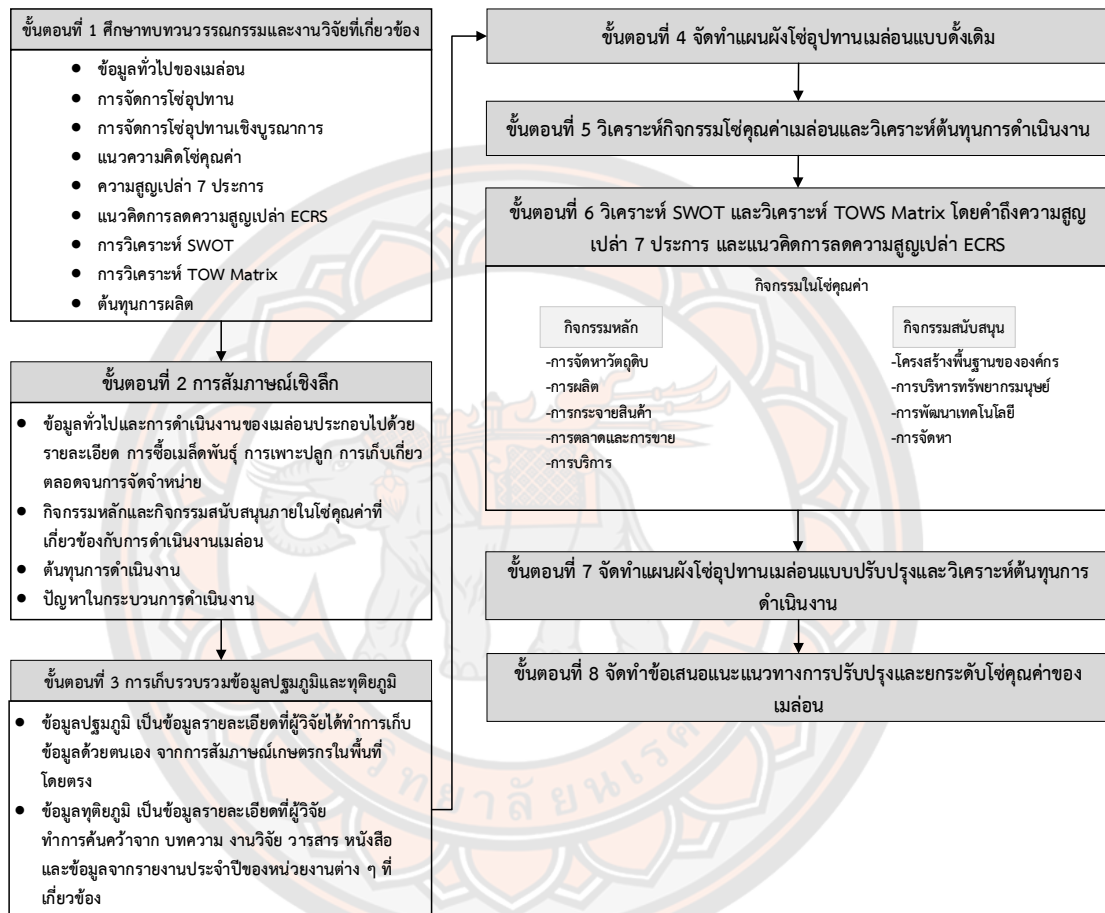 ขั้นตอนที่ 1 ศึกษาทบทวนวรรณกรรมและงานวิจัยที่เกี่ยวข้อง
● ข้อมูลทั่วไปของเมล่อน
● การจัดการโซ่อุปทาน
● การจัดการโซ่อุปทานเชิงบูรณาการ
● แนวความคิดโซ่คุณค่า
● ความสูญเปล่า 7 ประการ
● แนวคิดการลดความสูญเปล่า ECRS
● การวิเคราะห์ SWOT
● การวิเคราะห์ TOW Matrix
● ต้นทุนการผลิต
ขั้นตอนที่ 2 การสัมภาษณ์เชิงลึก
● ข้อมูลทั่วไปและการดำเนินงานของเมล่อนประกอบไปด้วย
รายละเอียด การซื้อเมล็ดพันธุ์ การเพาะปลูก การเก็บเกี่ยว
ตลอดจนการจัดจำหน่าย
● กิจกรรมหลักและกิจกรรมสนับสนุนภายในโซ่คุณค่าที่
เกี่ยวข้องกับการดำเนินงานเมล่อน
● ต้นทุนการดำเนินงาน
● ปัญหาในกระบวนการดำเนินงาน
ขั้นตอนที่ 3 การเก็บรวบรวมข้อมูลปฐมภูมิและทุติยภูมิ
● ข้อมูลปฐมภูมิ เป็นข้อมูลรายละเอียดที่ผู้วิจัยได้ทำการเก็บ
ข้อมูลด้วยตนเอง จากการสัมภาษณ์เกษตรกรในพื้นที่
โดยตรง
● ข้อมูลทุติยภูมิ เป็นข้อมูลรายละเอียดที่ผู้วิจัย
ทำการค้นคว้าจาก บทความ งานวิจัย วารสาร หนังสือ
และข้อมูลจากรายงานประจำปีของหน่วยงานต่าง ๆ ที่
เกี่ยวข้อง
ขั้นตอนที่ 4 จัดทำแผนผังโซ่อุปทานเมล่อนแบบดั้งเดิม
ขั้นตอนที่ 5 วิเคราะห์กิจกรรมโซ่คุณค่าเมล่อนและวิเคราะห์ต้นทุนการดำเนินงาน
ขั้นตอนที่ 6 วิเคราะห์ SWOT และวิเคราะห์ TOWS Matrix โดยคำถึงความสูญ
เปล่า 7 ประการ และแนวคิดการลดความสูญเปล่า ECRS
กิจกรรมในโซ่คุณค่า
กิจกรรมหลัก
-การจัดหาวัตถุดิบ
-การผลิต
-การกระจายสินค้า
-การตลาดและการขาย
-การบริการ
กิจกรรมสนับสนุน
-โครงสร้างพื้นฐานขององค์กร
-การบริหารทรัพยากรมนุษย์
-การพัฒนาเทคโนโลยี
-การจัดหา
ขั้นตอนที่ 7 จัดทำแผนผังโซ่อุปทานเมล่อนแบบปรับปรุงและวิเคราะห์ต้นทุนการ
ดำเนินงาน
ขั้นตอนที่ 8 จัดทำข้อเสนอแนะแนวทางการปรับปรุงและยกระดับโซ่คุณค่าของ
เมล่อน